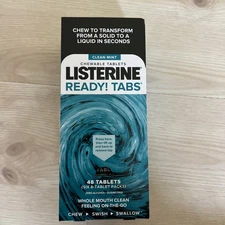 CHEW TO TRANSFORM
FROM A SOLID TO A
LIQUID IN SECONDS
CLEAN MINT
CHEWABLE TABLETS
LISTERINE®
READY! TABS™
48 TABLETS
WHOLE MOUTH CLEAN
FEELING ON-THE-GO
CHEW > SWISH > SWALLOW